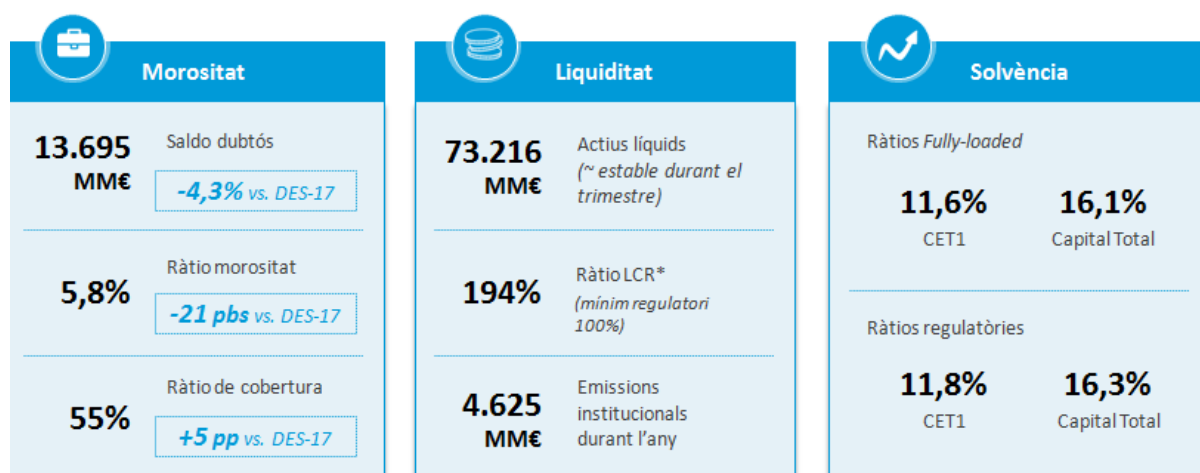 Morositat
13.695
MM€
Saldo dubtós
-4,3% vs. DES-17
5,8%
Ràtio morositat
-21 pbs vs. DES-17
55%
Ràtio de cobertura
+5 pp vs. DES-17
Liquiditat
73.216
MM€
Actius líquids
(~ estable durant el
trimestre)
194%
Ràtio LCR*
(mínim regulatori
100%)
4.625
MM€
Emissions
institucionals
durant l'any
Solvència
Ràtios Fully-loaded
11,6%
CET1
16,1%
Capital Total
Ràtios regulatòries
11,8%
CET1
16,3%
Capital Total